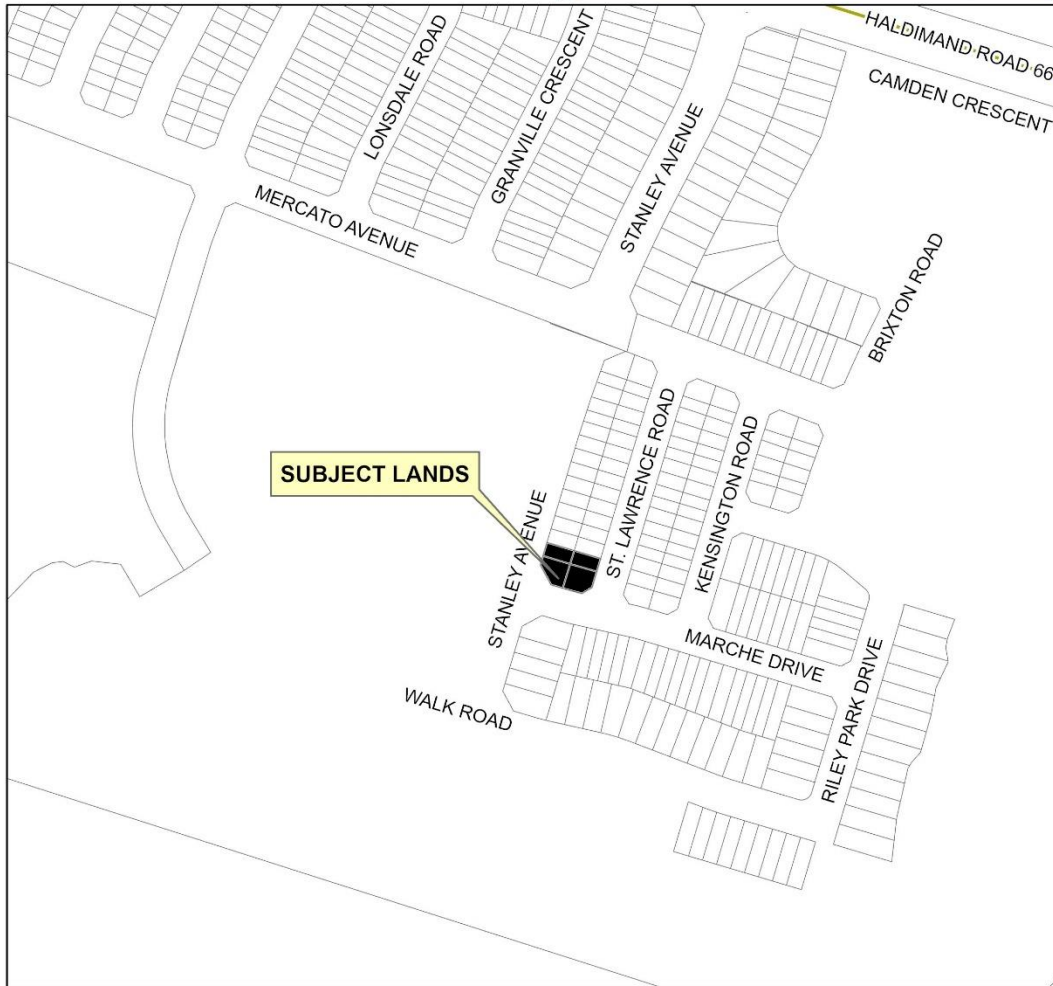 HALDIMAND ROAD 66
CAMDEN CRESCENT
LONSDALE ROAD
GRANVILLE CRESCENT
STANLEY AVENUE
MERCATO AVENUE
BRIXTON ROAD
SUBJECT LANDS
STANLEY AVENUE
ST. LAWRENCE ROAD
KENSINGTON ROAD
MARCHE DRIVE
WALK ROAD
RILEY PARK DRIVE